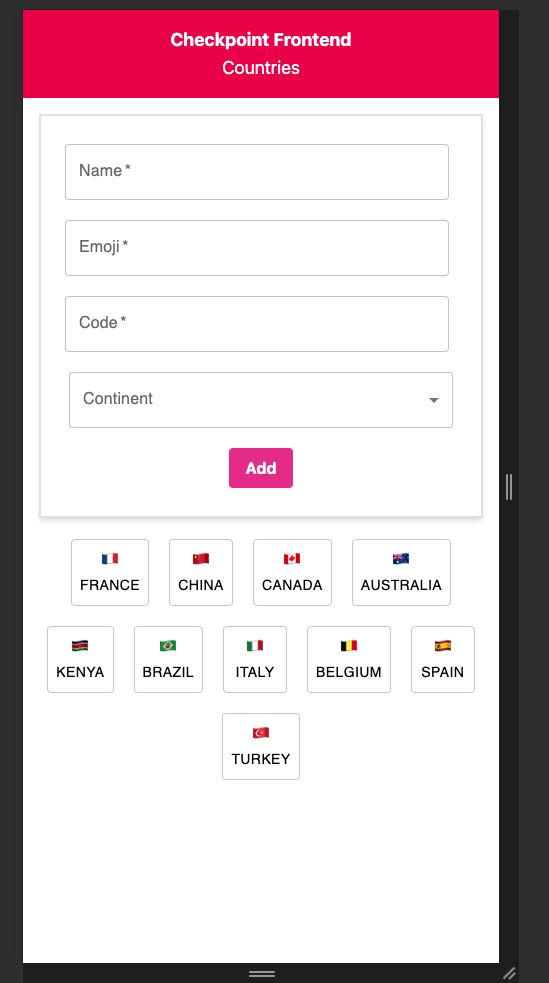 Checkpoint Frontend
Countries
Name *
Emoji *
Code *
Continent
Add
FRANCE
CHINA
CANADA
AUSTRALIA
KENYA
BRAZIL
ITALY
BELGIUM
SPAIN
TURKEY